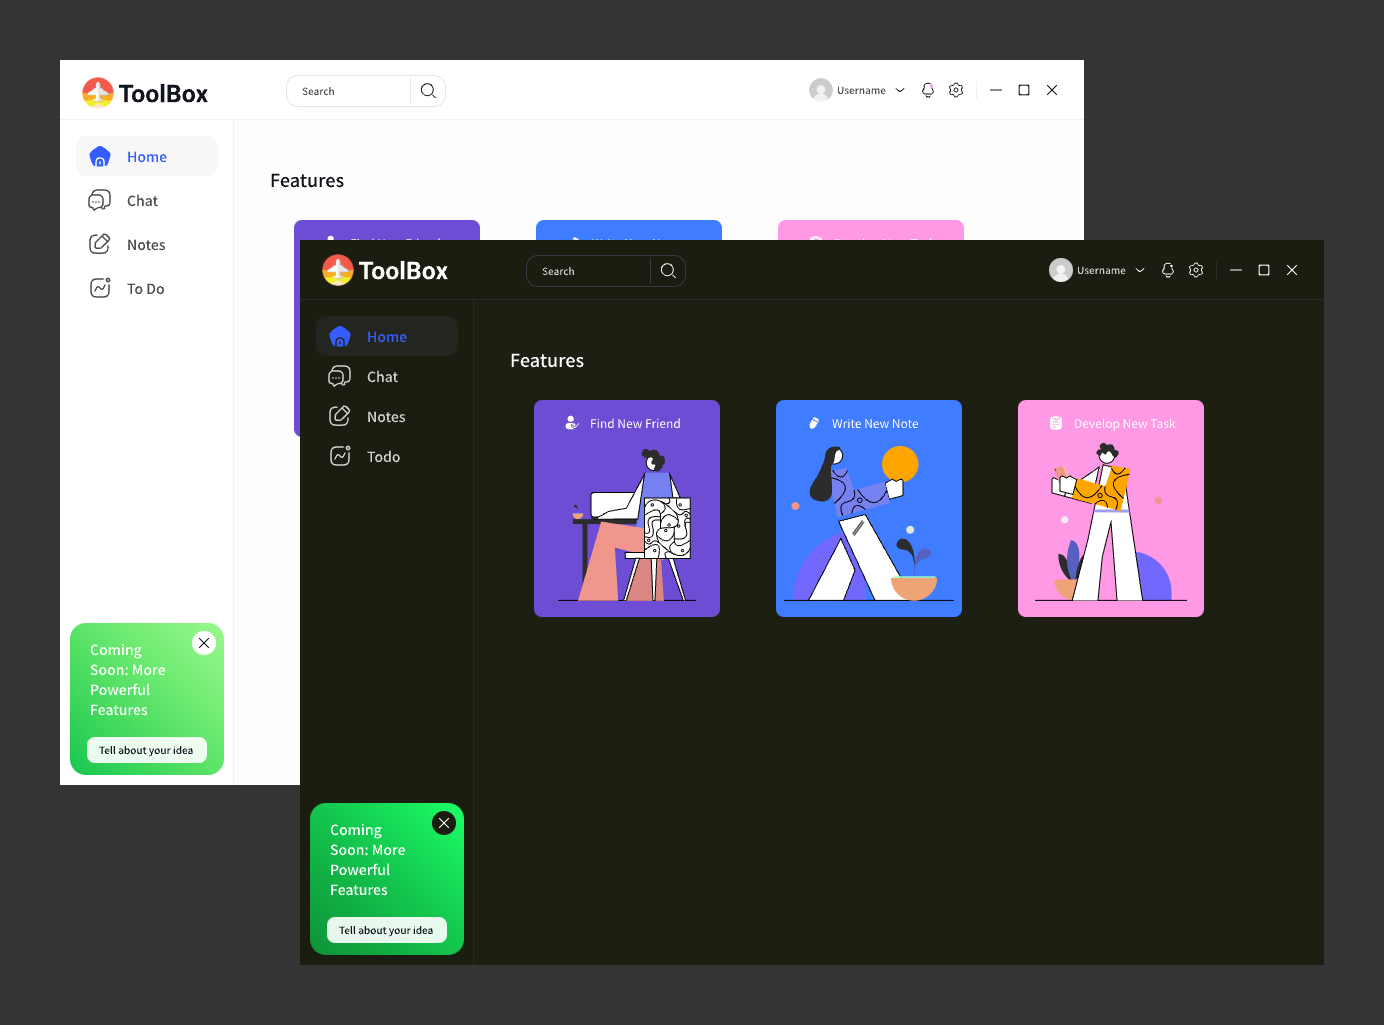 ToolBox
Search
Username
Home
Chat
Notes
To Do
Features
Coming
Soon: More
Powerful
Features
Tell about your idea
ToolBox
Search
Username
Home
Chat
Notes
Todo
Features
Find New Friend
Write New Note
Develop New Task
Coming
Soon: More
Powerful
Features
Tell about your idea